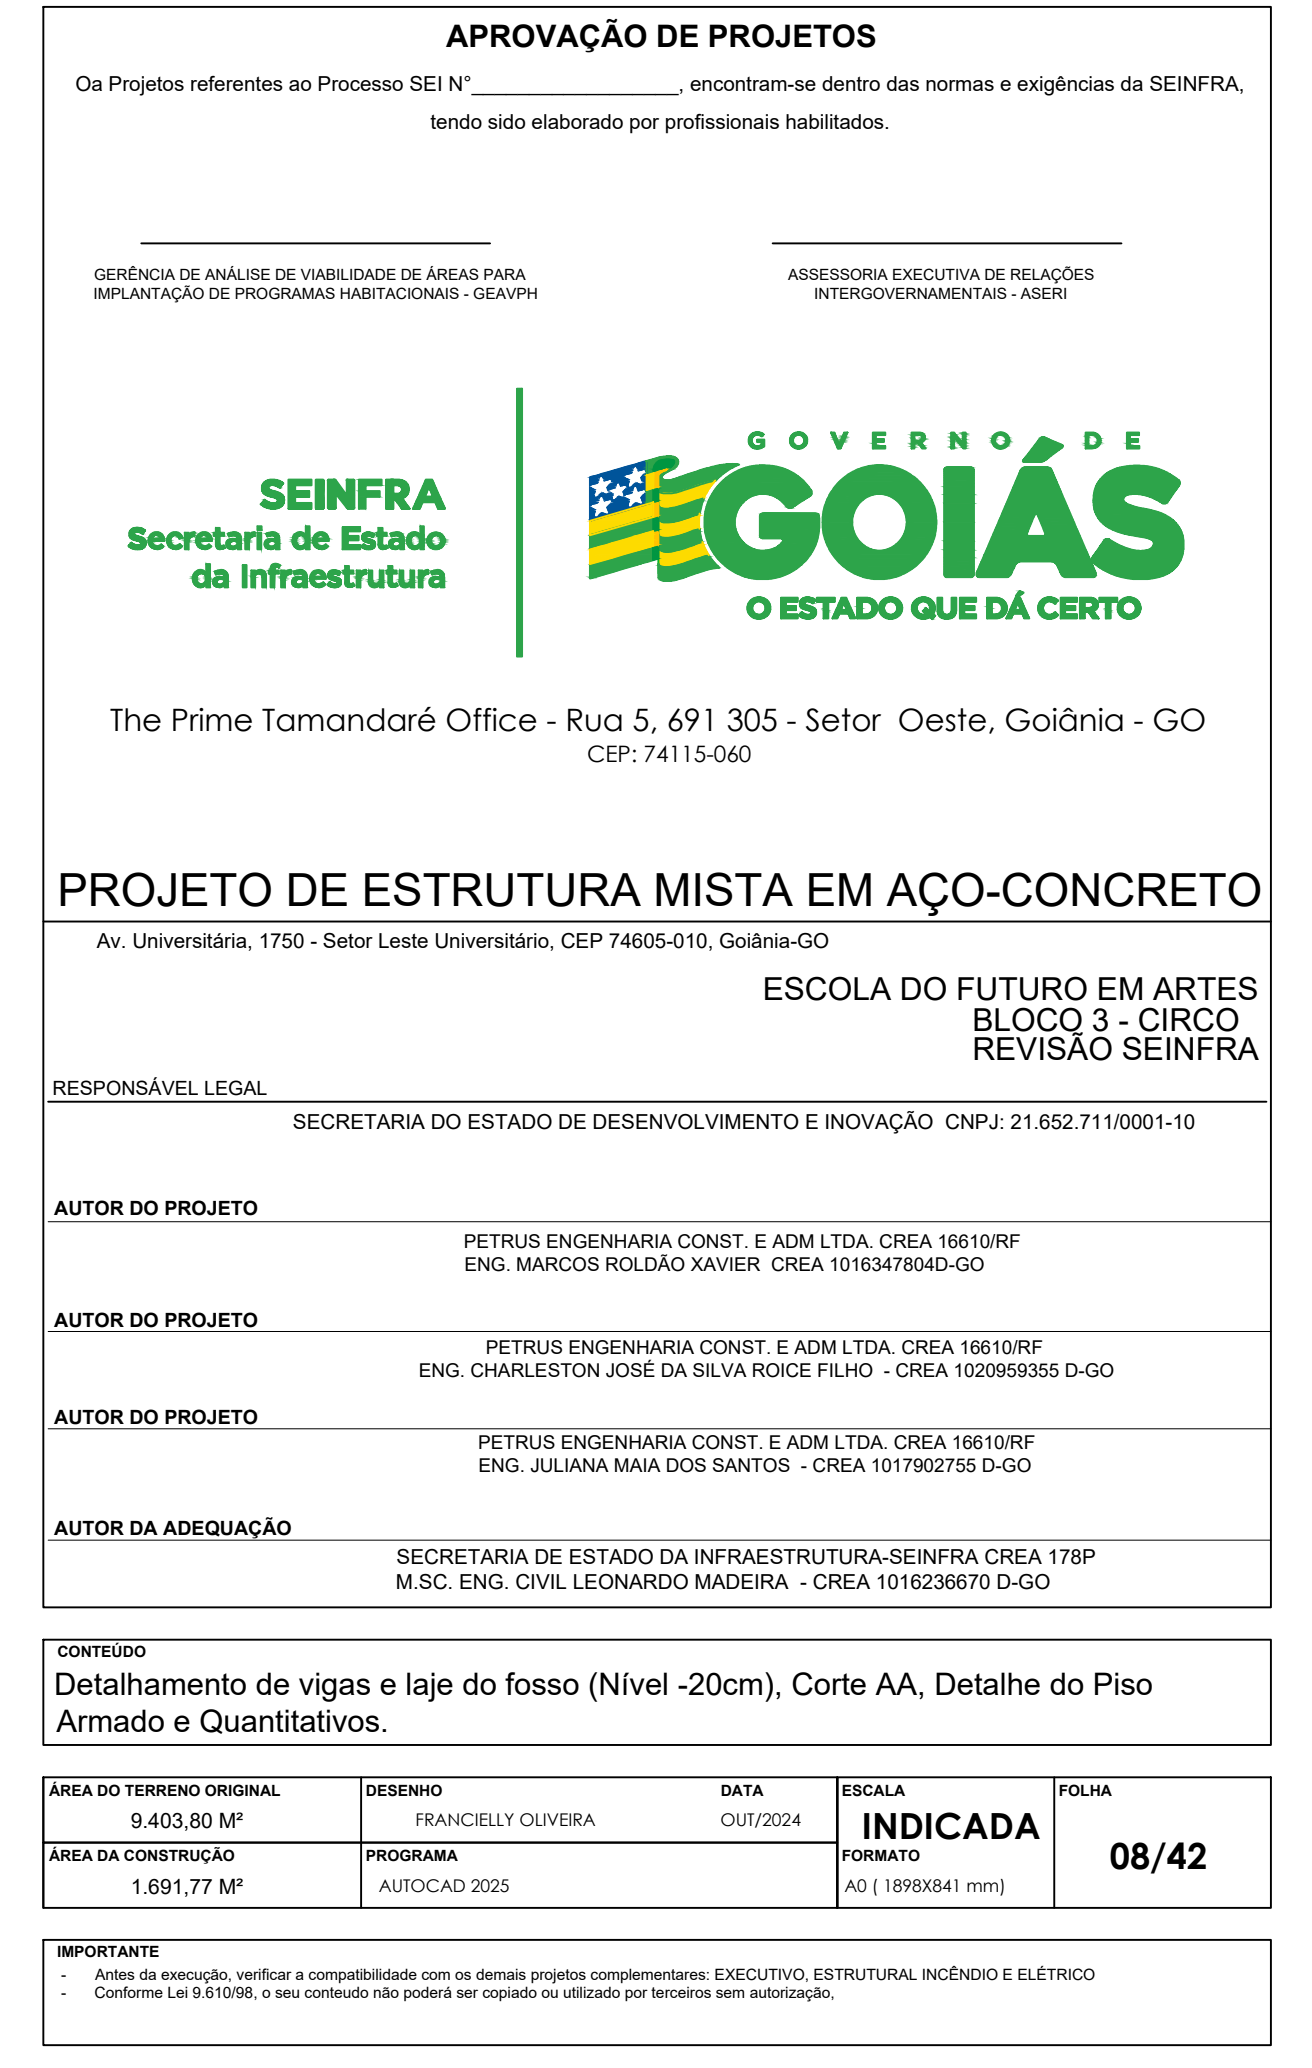 APROVAÇÃO DE PROJETOS
Oa Projetos referentes ao Processo SEI N°___________________, encontram-se dentro das normas e exigências da SEINFRA,
tendo sido elaborado por profissionais habilitados.
GERÊNCIA DE ANÁLISE DE VIABILIDADE DE ÁREAS PARA
IMPLANTAÇÃO DE PROGRAMAS HABITACIONAIS - GEAVPH
ASSESSORIA EXECUTIVA DE RELAÇÕES
INTERGOVERNAMENTAIS - ASERI
SEINFRA
Secretaria de Estado
da Infraestrutura
GOVERNO DE
GOIÁS
O ESTADO QUE DÁ CERTO
The Prime Tamandaré Office - Rua 5, 691 305 - Setor Oeste, Goiânia - GO
CEP: 74115-060
PROJETO DE ESTRUTURA MISTA EM AÇO-CONCRETO
Av. Universitária, 1750 - Setor Leste Universitário, CEP 74605-010, Goiânia-GO
ESCOLA DO FUTURO EM ARTES
BLOCO 3 - CIRCO
REVISÃO SEINFRA
RESPONSÁVEL LEGAL
SECRETARIA DO ESTADO DE DESENVOLVIMENTO E INOVAÇÃO CNPJ: 21.652.711/0001-10
AUTOR DO PROJETO
PETRUS ENGENHARIA CONST. E ADM LTDA. CREA 16610/RF
ENG. MARCOS ROLDÃO XAVIER CREA 1016347804D-GO
AUTOR DO PROJETO
PETRUS ENGENHARIA CONST. E ADM LTDA. CREA 16610/RF
ENG. CHARLESTON JOSÉ DA SILVA ROICE FILHO - CREA 1020959355 D-GO
AUTOR DO PROJETO
PETRUS ENGENHARIA CONST. E ADM LTDA. CREA 16610/RF
ENG. JULIANA MAIA DOS SANTOS - CREA 1017902755 D-GO
AUTOR DA ADEQUAÇÃO
SECRETARIA DE ESTADO DA INFRAESTRUTURA-SEINFRA CREA 178P
M.SC. ENG. CIVIL LEONARDO MADEIRA - CREA 1016236670 D-GO
CONTEÚDO
Detalhamento de vigas e laje do fosso (Nível -20cm), Corte AA, Detalhe do Piso
Armado e Quantitativos.
ÁREA DO TERRENO ORIGINAL
9.403,80 M²
DESENHO
FRANCIELLY OLIVEIRA
DATA
OUT/2024
ESCALA
INDICADA
FOLHA
08/42
ÁREA DA CONSTRUÇÃO
1.691,77 M²
PROGRAMA
AUTOCAD 2025
FORMATO
A0 ( 1898X841 mm)
IMPORTANTE
- Antes da execução, verificar a compatibilidade com os demais projetos complementares: EXECUTIVO, ESTRUTURAL INCÊNDIO E ELÉTRICO
- Conforme Lei 9.610/98, o seu conteudo não poderá ser copiado ou utilizado por terceiros sem autorização,